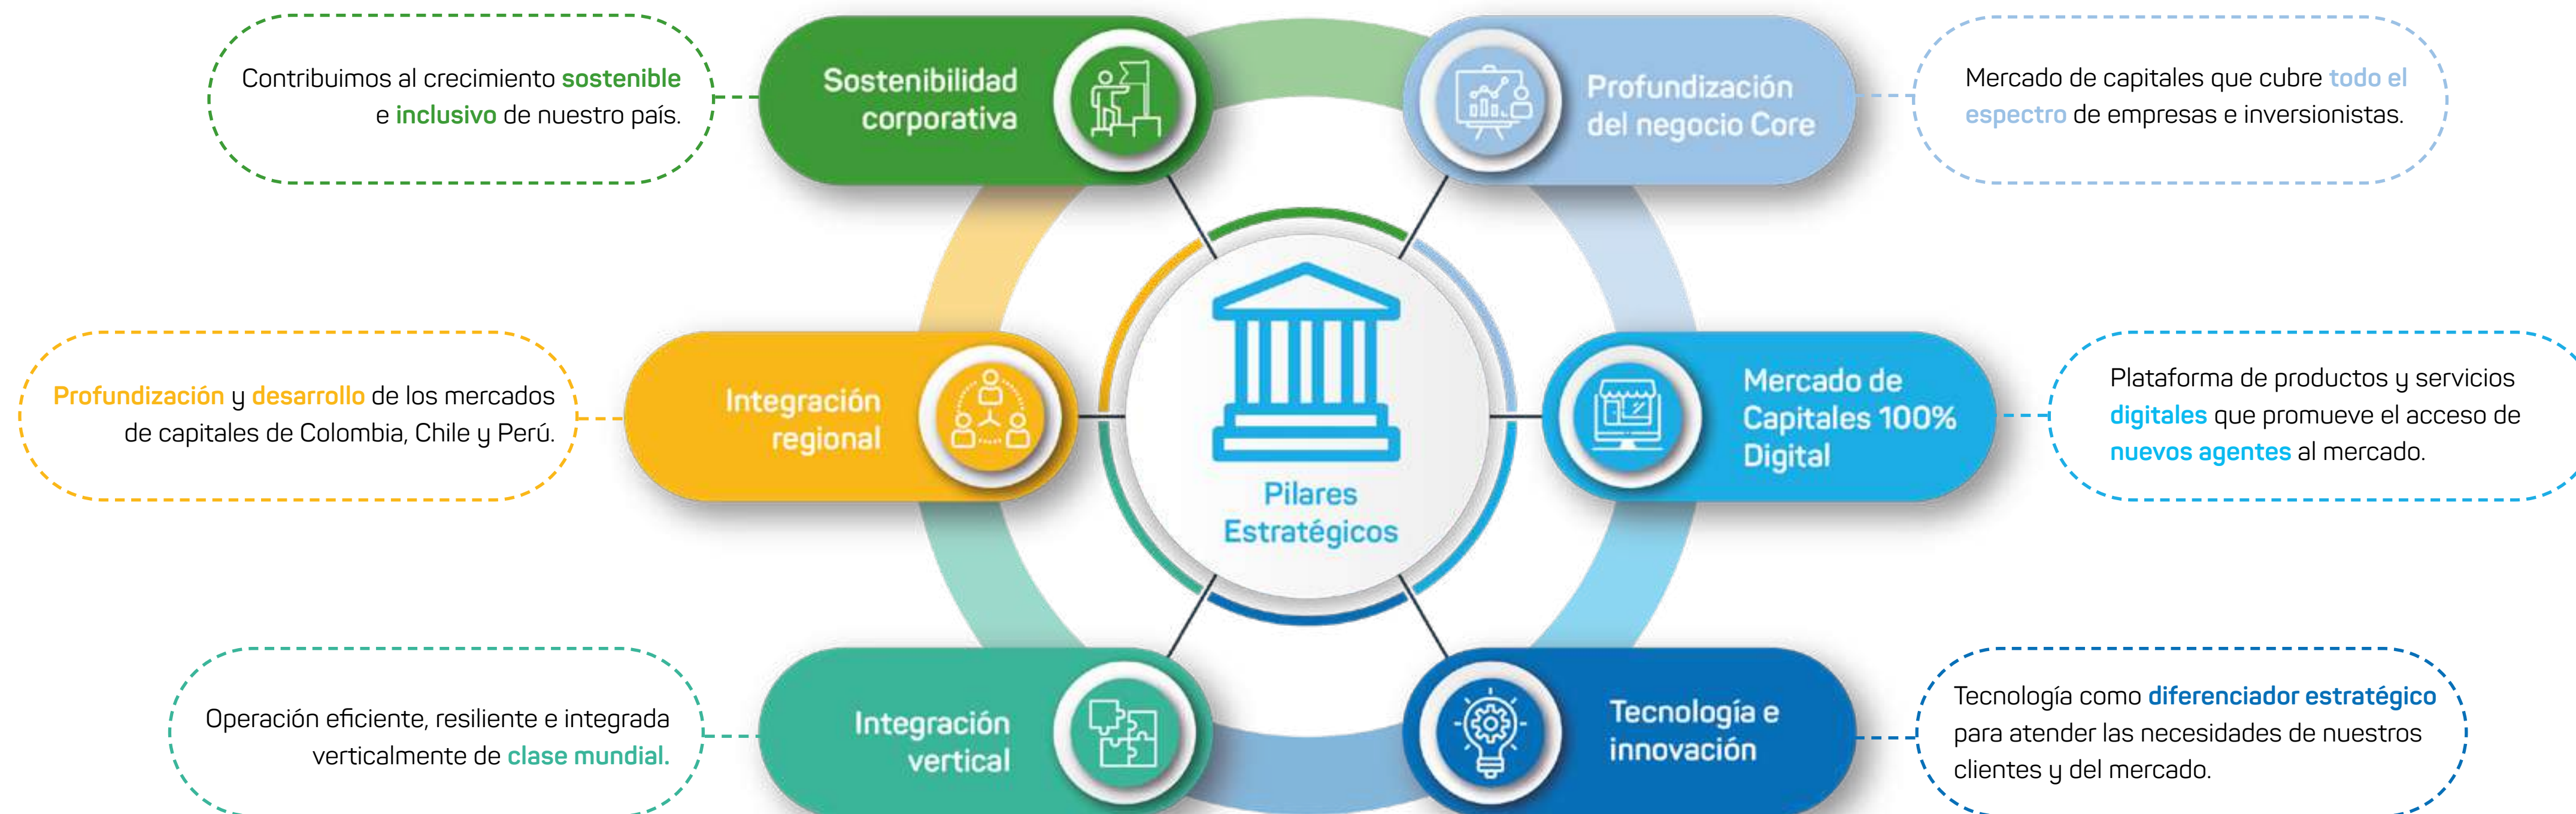 Contribuimos al crecimiento sostenible
e inclusivo de nuestro país.
Sostenibilidad
corporativa
Profundización
del negocio Core
Mercado de capitales que cubre todo el
espectro de empresas e inversionistas.
Profundización y desarrollo de los mercados
de capitales de Colombia, Chile y Perú.
Integración
regional
Pilares
Estratégicos
Mercado de
Capitales 100%
Digital
Plataforma de productos y servicios
digitales que promueve el acceso de
nuevos agentes al mercado.
Operación eficiente, resiliente e integrada
verticalmente de clase mundial.
Integración
vertical
Tecnología e
innovación
Tecnología como diferenciador estratégico
para atender las necesidades de nuestros
clientes y del mercado.